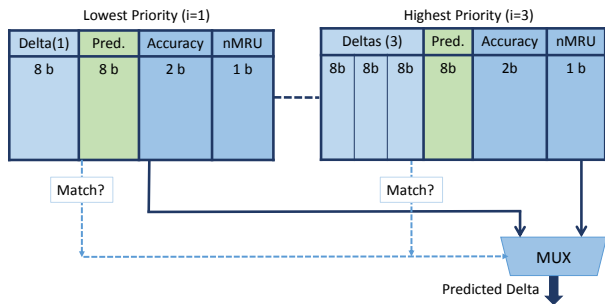 Lowest Priority (i=1) Highest Priority (i=3)
Delta(1) Pred. Accuracy nMRU Deltas (3) Pred. Accuracy nMRU
8 b 8 b 2 b 1 b 8b 8b 8b 8b 2b 1 b
Match? Match?
MUX
Predicted Delta